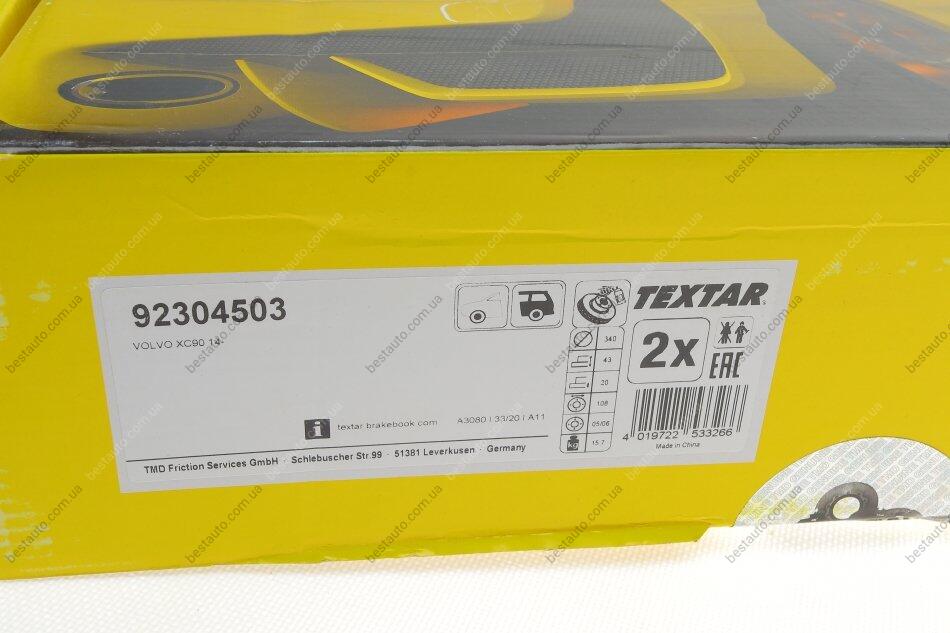 92304503
VOLVO XC90 14-
TEXTAR
2x
EAC
340
43
20
108
05/06
kg 15.7
i textar brakebook.com A3080 | 33/20 | A11
TMD Friction Services GmbH · Schlebuscher Str.99 · 51381 Leverkusen · Germany
4 019722 533266
Made in China
bestauto.com.ua